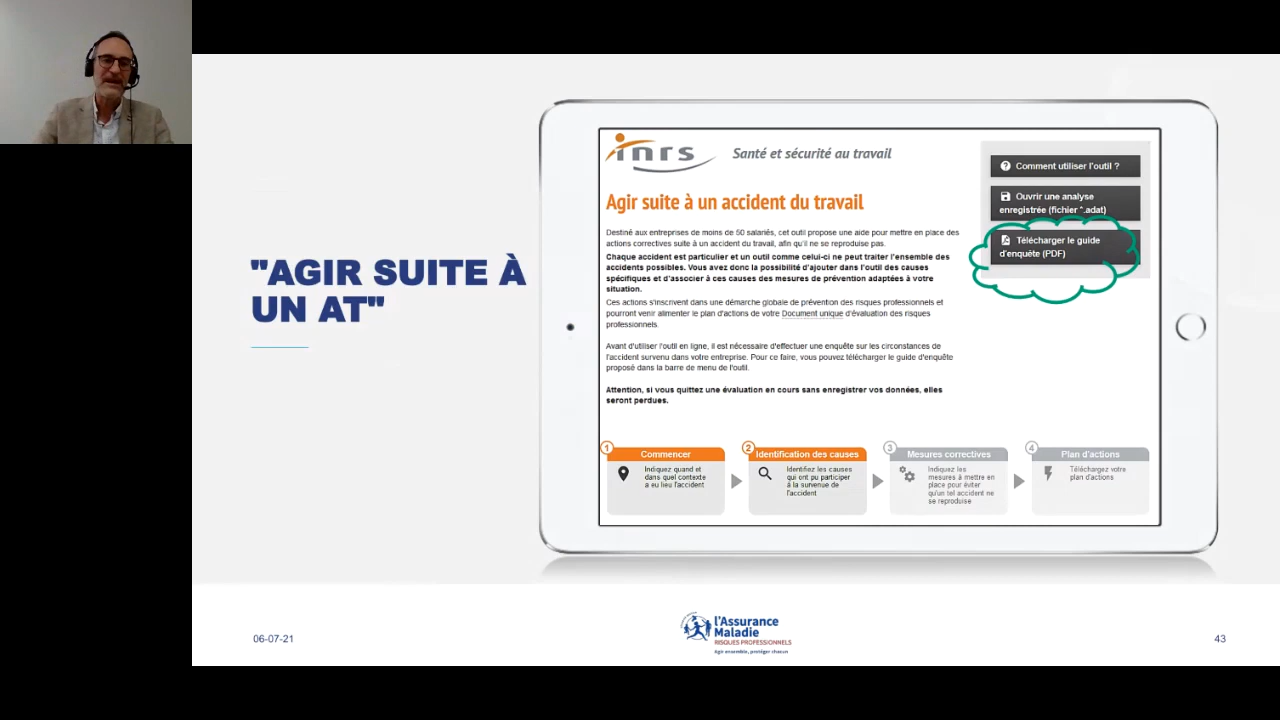 "AGIR SUITE À
UN AT"
inrs
Santé et sécurité au travail
Agir suite à un accident du travail
Destiné aux entreprises de moins de 50 salariés, cet outil propose une aide pour mettre en place des
actions correctives suite à un accident du travail, afin qu'il ne se reproduise pas.
Chaque accident est particulier et un outil comme celui-ci ne peut traiter l'ensemble des
accidents possibles. Vous avez donc la possibilité d'ajouter dans l'outil des causes
spécifiques et d'associer à ces causes des mesures de prévention adaptées à votre
situation.
Ces actions s'inscrivent dans une démarche globale de prévention des risques professionnels et
pourront venir alimenter le plan d'actions de votre Document unique d'évaluation des risques
professionnels.
Avant d'utiliser l'outil en ligne, il est nécessaire d'effectuer une enquête sur les circonstances de
l'accident survenu dans votre entreprise. Pour ce faire, vous pouvez télécharger le guide d'enquête
proposé dans la barre de menu de l'outil.
Attention, si vous quittez une évaluation en cours sans enregistrer vos données, elles
seront perdues.
Comment utiliser l'outil ?
Ouvrir une analyse
enregistrée (fichier *.adat)
Télécharger le guide
d'enquête (PDF)
1
Commencer
Indiquez quand et
dans quel contexte
a eu lieu l'accident
2
Identification des causes
Identifiez les causes
qui ont pu participer
à la survenue de
l'accident
3
Mesures correctives
Indiquez les
mesures à mettre en
place pour éviter
qu'un tel accident ne
se reproduise
4
Plan d'actions
Téléchargez votre
plan d'actions
06-07-21
l'Assurance
Maladie
RISQUES PROFESSIONNELS
Agir ensemble, protéger chacun
43